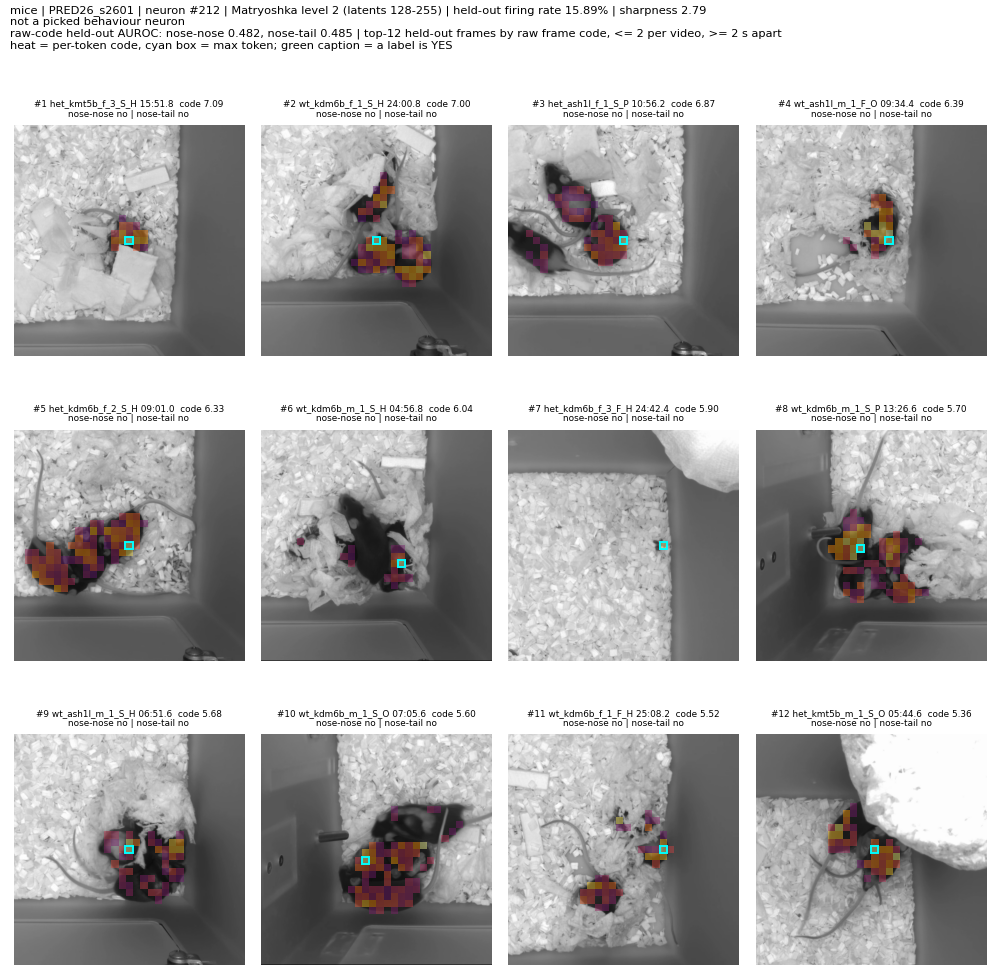 mice | PRED26_s2601 | neuron #212 | Matryoshka level 2 (latents 128-255) | held-out firing rate 15.89% | sharpness 2.79
not a picked behaviour neuron
raw-code held-out AUROC: nose-nose 0.482, nose-tail 0.485 | top-12 held-out frames by raw frame code, <= 2 per video, >= 2 s apart
heat = per-token code, cyan box = max token; green caption = a label is YES
#1 het_kmt5b_f_3_S_H 15:51.8 code 7.09
nose-nose no | nose-tail no
#2 wt_kdm6b_f_1_S_H 24:00.8 code 7.00
nose-nose no | nose-tail no
#3 het_ash1l_f_1_S_P 10:56.2 code 6.87
nose-nose no | nose-tail no
#4 wt_ash1l_m_1_F_O 09:34.4 code 6.39
nose-nose no | nose-tail no
#5 het_kdm6b_f_2_S_H 09:01.0 code 6.33
nose-nose no | nose-tail no
#6 wt_kdm6b_m_1_S_H 04:56.8 code 6.04
nose-nose no | nose-tail no
#7 het_kdm6b_f_3_F_H 24:42.4 code 5.90
nose-nose no | nose-tail no
#8 wt_kdm6b_m_1_S_P 13:26.6 code 5.70
nose-nose no | nose-tail no
#9 wt_ash1l_m_1_S_H 06:51.6 code 5.68
nose-nose no | nose-tail no
#10 wt_kdm6b_m_1_S_O 07:05.6 code 5.60
nose-nose no | nose-tail no
#11 wt_kdm6b_f_1_F_H 25:08.2 code 5.52
nose-nose no | nose-tail no
#12 het_kmt5b_m_1_S_O 05:44.6 code 5.36
nose-nose no | nose-tail no